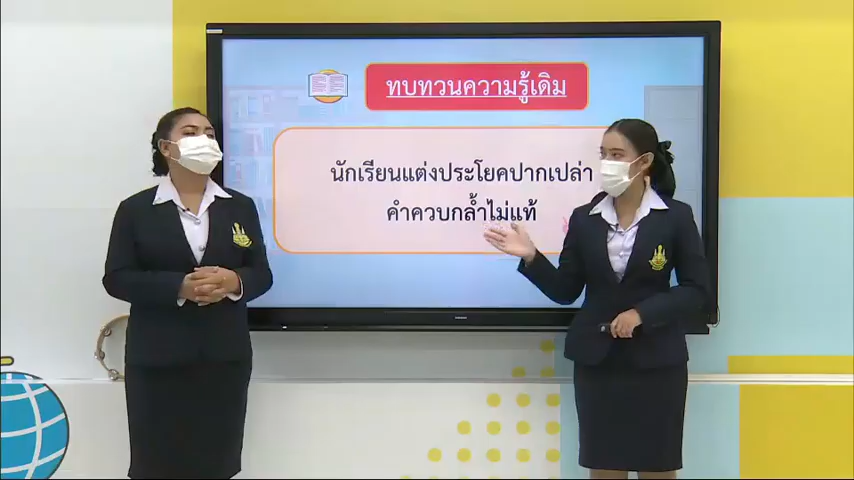 ทบทวนความรู้เดิม
นักเรียนแต่งประโยคปากเปล่า
คำควบกล้ำไม่แท้